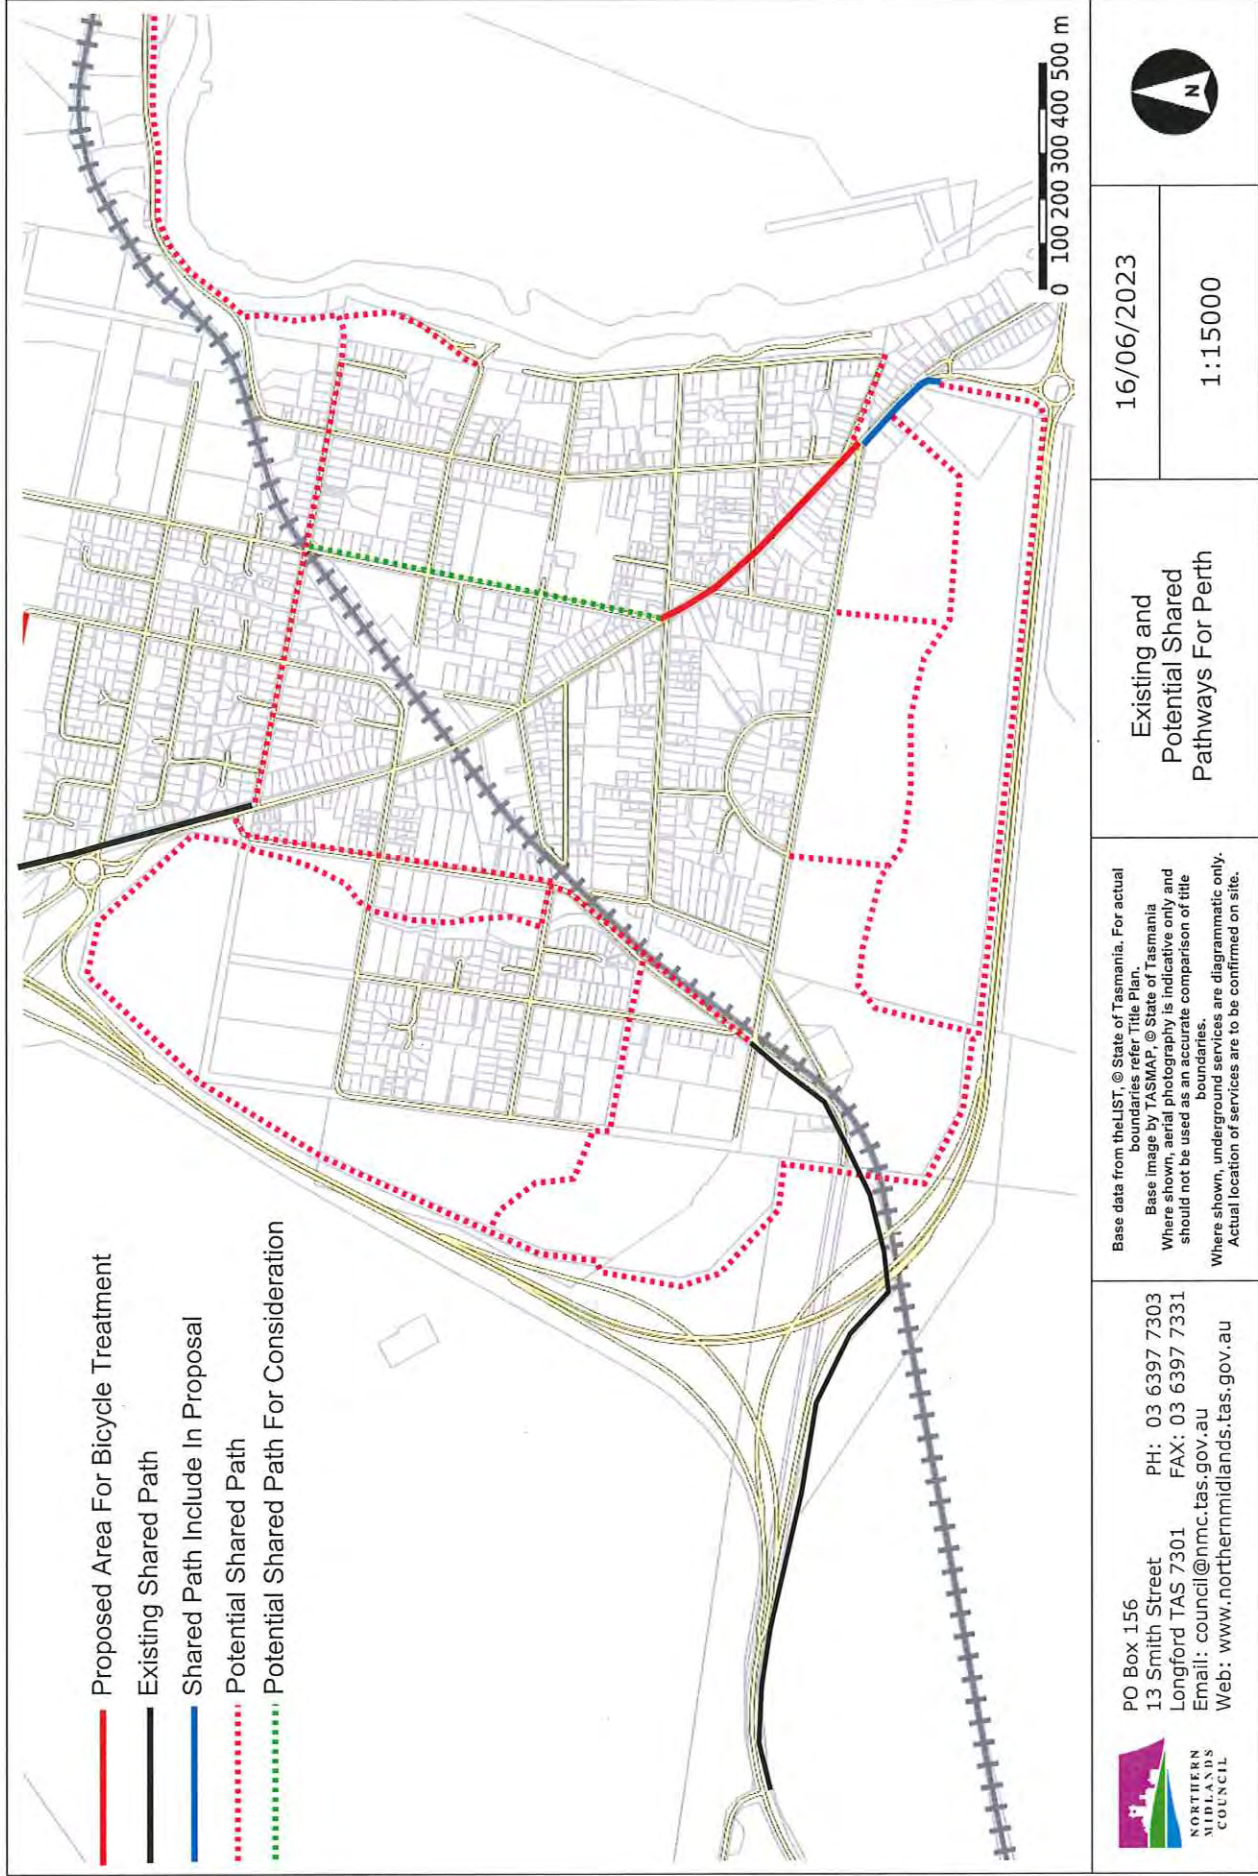 Proposed Area For Bicycle Treatment
Existing Shared Path
Shared Path Include In Proposal
Potential Shared Path
Potential Shared Path For Consideration
0 100 200 300 400 500 m
NORTHERN
MIDLANDS
COUNCIL
PO Box 156
13 Smith Street
Longford TAS 7301
PH: 03 6397 7303
FAX: 03 6397 7331
Email: council@nmc.tas.gov.au
Web: www.northernmidlands.tas.gov.au
Base data from theLIST, © State of Tasmania. For actual
boundaries refer Title Plan.
Base image by TASMAP, © State of Tasmania
Where shown, aerial photography is indicative only and
should not be used as an accurate comparison of title
boundaries.
Where shown, underground services are diagrammatic only.
Actual location of services are to be confirmed on site.
Existing and
Potential Shared
Pathways For Perth
16/06/2023
1:15000
N